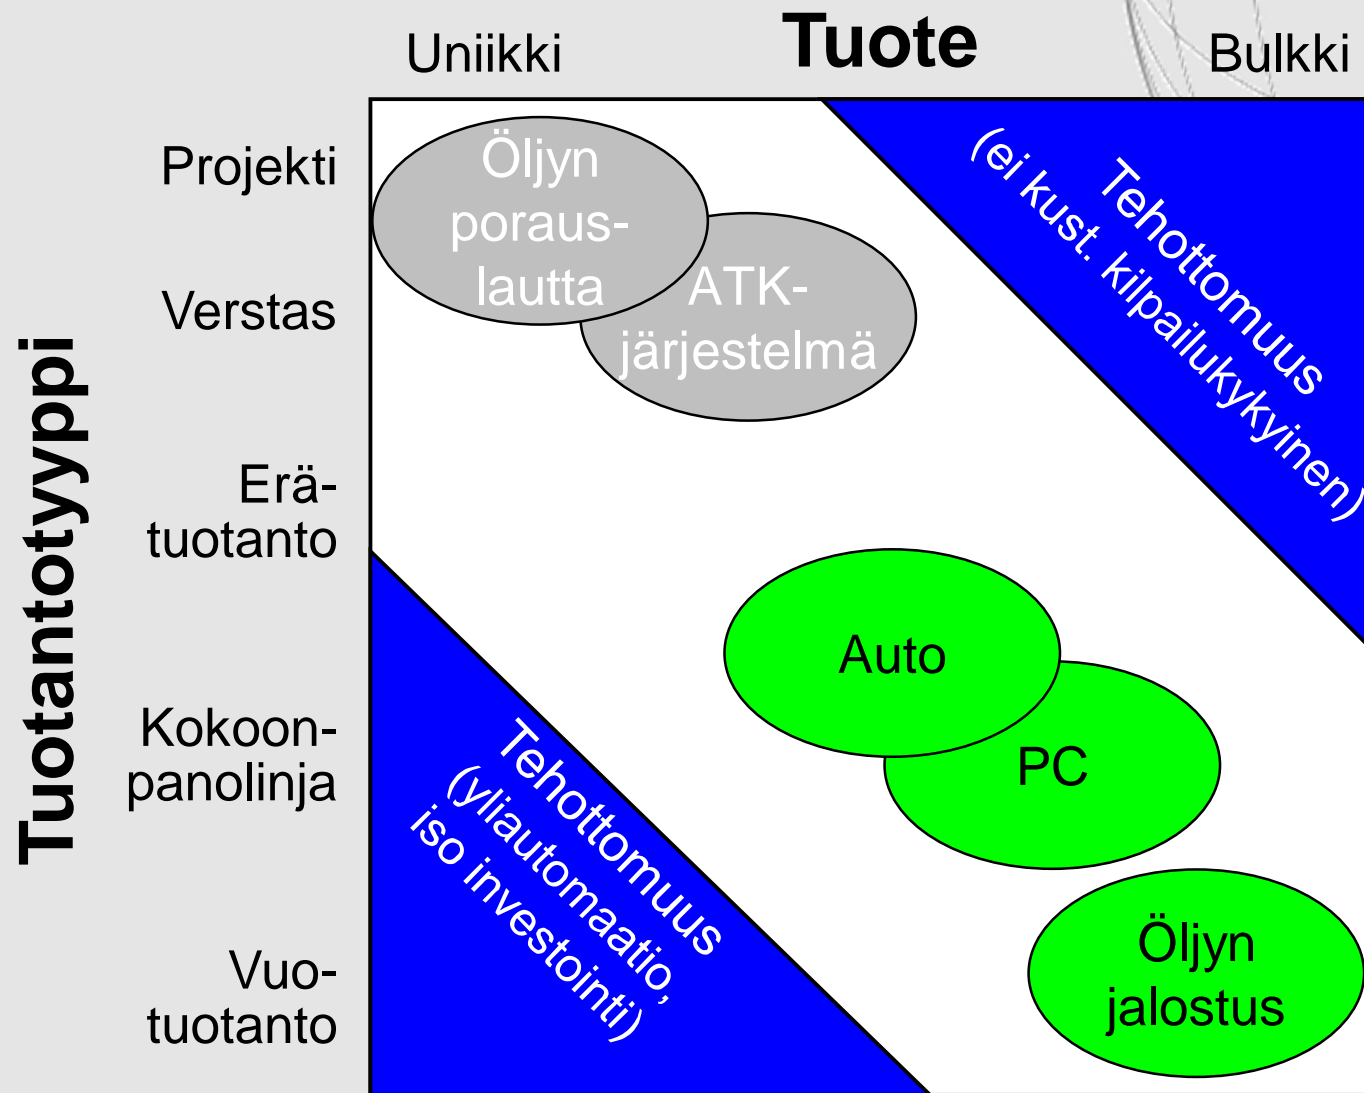 Tuote
Uniikki
Bulkki
Tuotantotyyppi
Projekti
Verstas
Erä-
tuotanto
Kokoon-
panolinja
Vuo-
tuotanto
Öljyn
poraus-
lautta
ATK-
järjestelmä
Tehottomuus
(ei kust. kilpailukykyinen)
Auto
PC
Öljyn
jalostus
Tehottomuus
(yliautomaatio,
iso investointi)